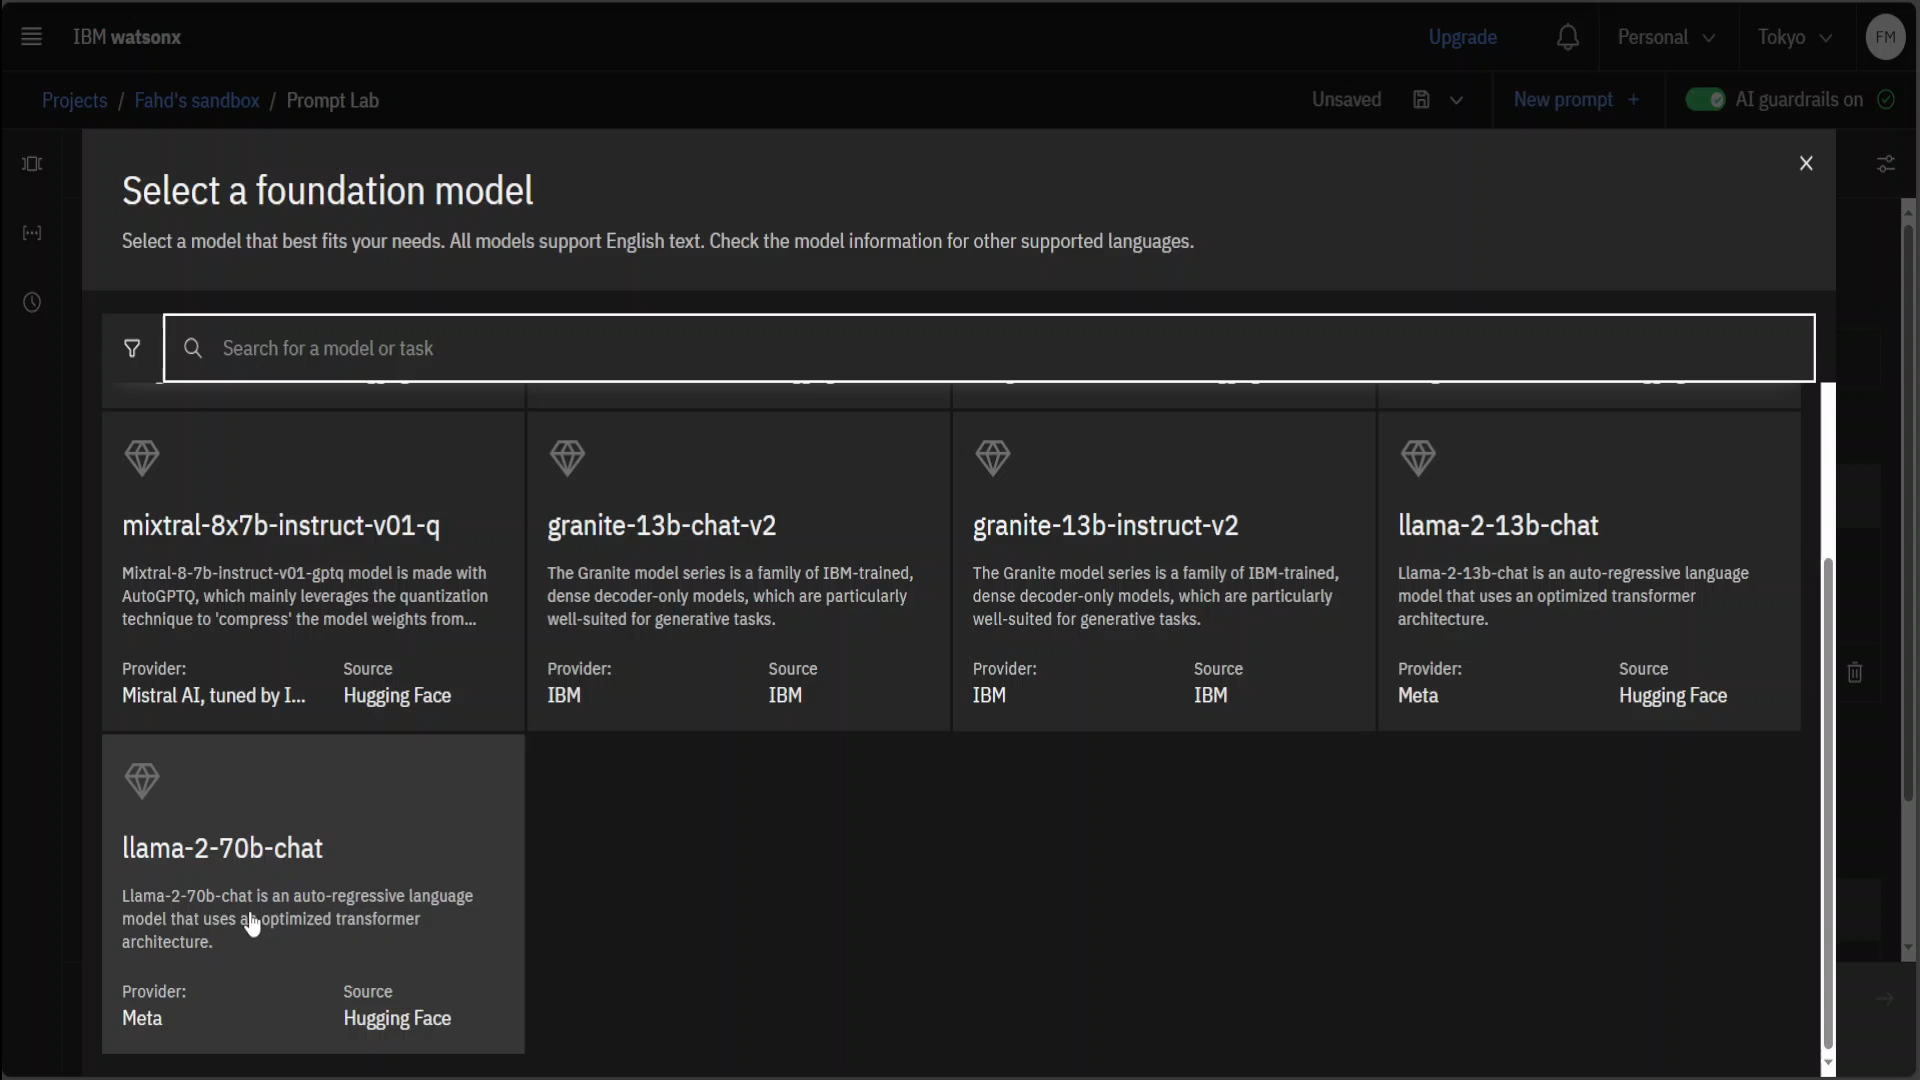 IBM watsonx
Upgrade
Personal
Tokyo
FM
Projects / Fahd's sandbox / Prompt Lab
Unsaved
New prompt +
AI guardrails on
Select a foundation model
Select a model that best fits your needs. All models support English text. Check the model information for other supported languages.
Search for a model or task
mixtral-8x7b-instruct-v01-q
Mixtral-8-7b-instruct-v01-gptq model is made with
AutoGPTQ, which mainly leverages the quantization
technique to 'compress' the model weights from...
Provider:
Mistral AI, tuned by I...
Source
Hugging Face
granite-13b-chat-v2
The Granite model series is a family of IBM-trained,
dense decoder-only models, which are particularly
well-suited for generative tasks.
Provider:
IBM
Source
IBM
granite-13b-instruct-v2
The Granite model series is a family of IBM-trained,
dense decoder-only models, which are particularly
well-suited for generative tasks.
Provider:
IBM
Source
IBM
llama-2-13b-chat
Llama-2-13b-chat is an auto-regressive language
model that uses an optimized transformer
architecture.
Provider:
Meta
Source
Hugging Face
llama-2-70b-chat
Llama-2-70b-chat is an auto-regressive language
model that uses an optimized transformer
architecture.
Provider:
Meta
Source
Hugging Face